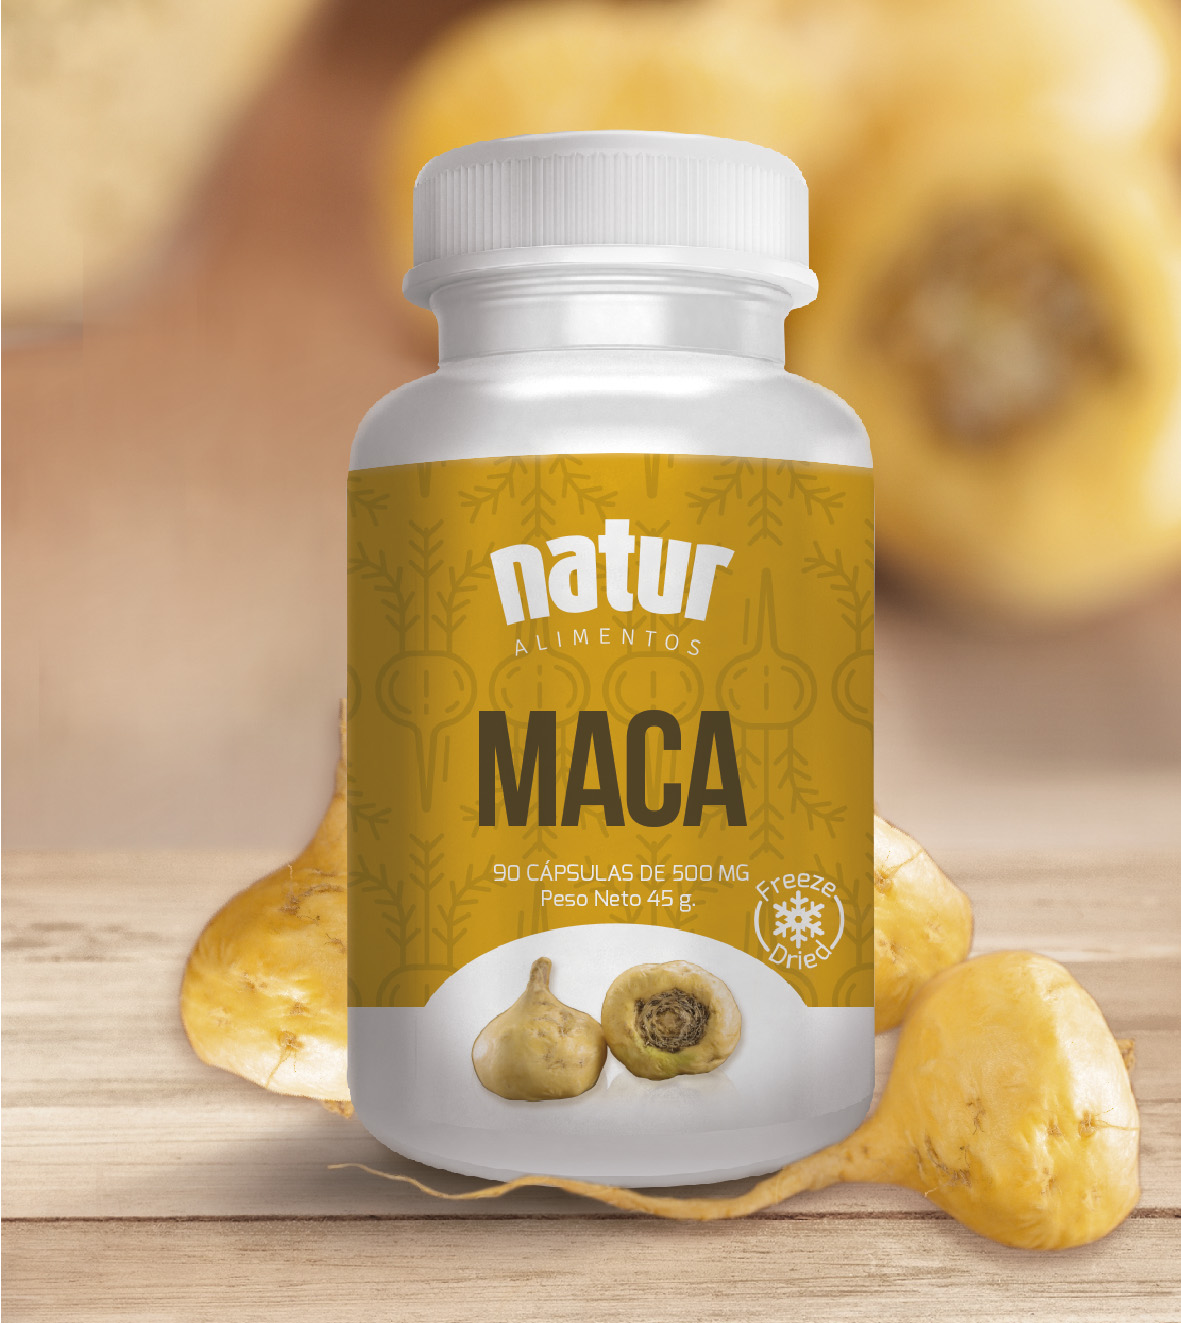 natur
ALIMENTOS
MACA
90 CÁPSULAS DE 500 MG
Peso Neto 45 g.
Freeze
Dried